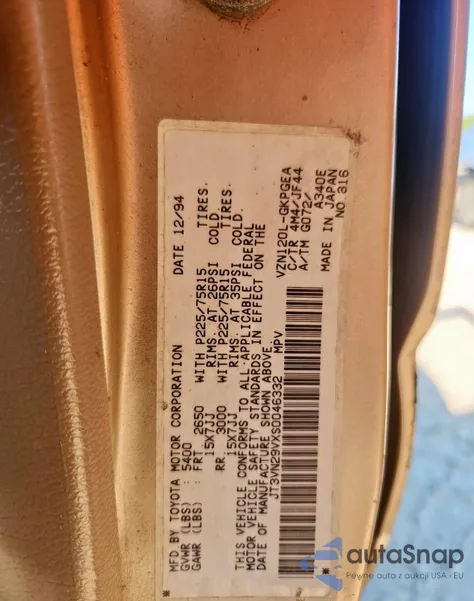 MFD BY TOYOTA MOTOR CORPORATION DATE 12/94
GVWR (LBS) : 5400
GAWR (LBS) : FRT 2650 WITH P225/75R15 TIRES.
15X7JJ RIMS. AT 26PSI COLD
RR. 3000 WITH P225/75R15 TIRES.
15X7JJ RIMS. AT 35PSI COLD.
THIS VEHICLE CONFORMS TO ALL APPLICABLE FEDERAL
MOTOR VEHICLE SAFETY STANDARDS IN EFFECT ON THE
DATE OF MANUFACTURE SHOWN ABOVE.
*JT3VN29VXS0046332* MPV
VZN120L-GKPGEA
C/TR 4M4/JF44
A/TM G072/ A340E
MADE IN JAPAN
NO. 316
autoSnap
Pewne auta z aukcji USA i EU